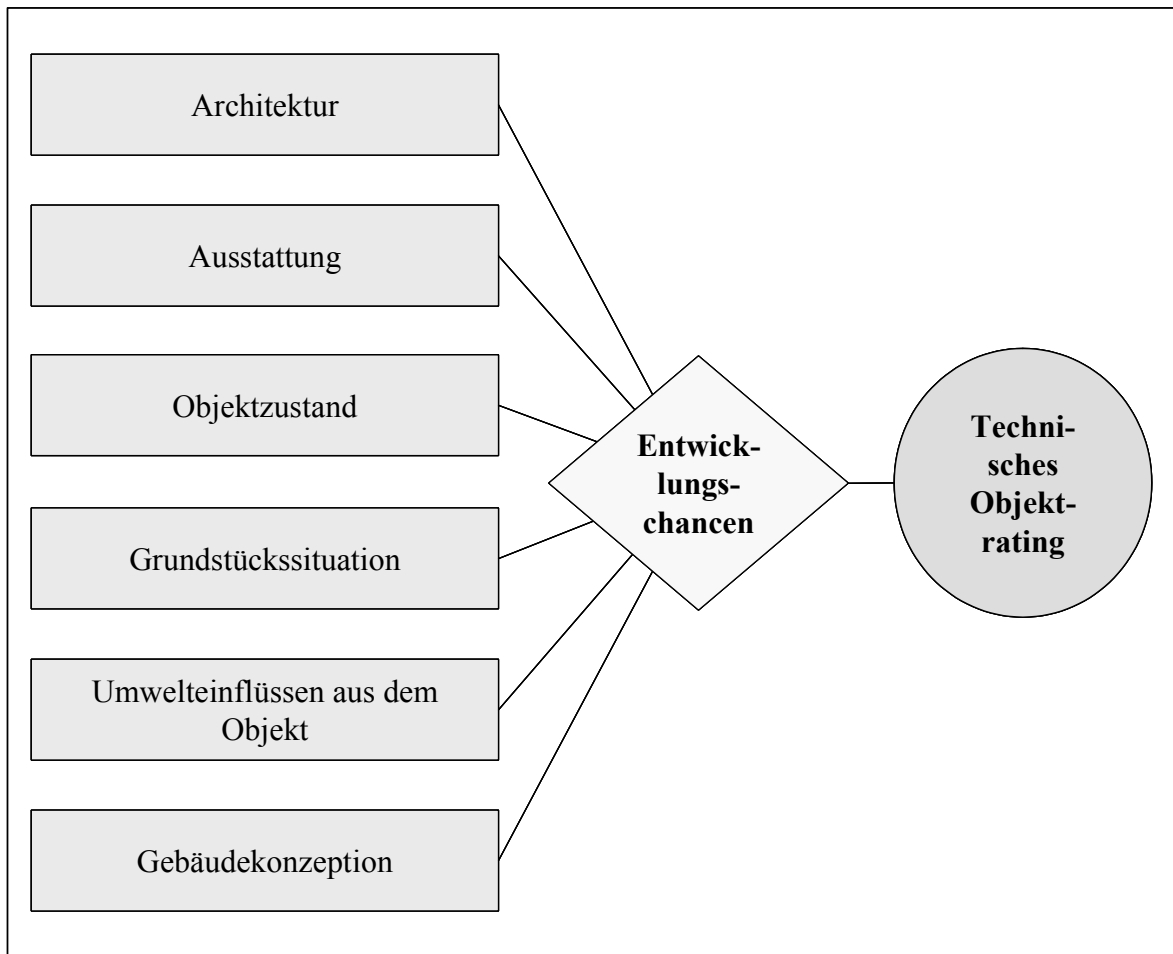 Architektur
Ausstattung
Objektzustand
Grundstückssituation
Umwelteinflüssen aus dem
Objekt
Gebäudekonzeption
Entwick-
lungs-
chancen
Techni-
sches
Objekt-
rating